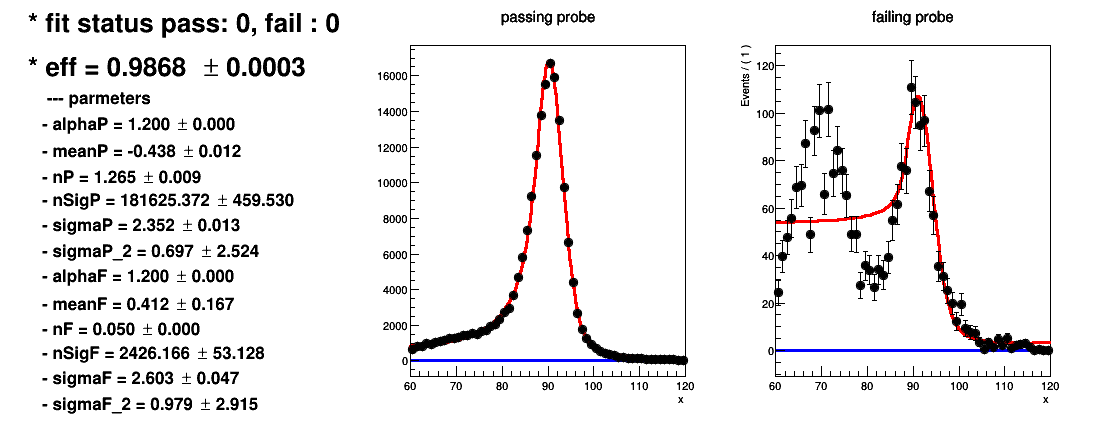 * fit status pass: 0, fail : 0
* eff = 0.9868 ± 0.0003
--- parmeters
- alphaP = 1.200 ± 0.000
- meanP = -0.438 ± 0.012
- nP = 1.265 ± 0.009
- nSigP = 181625.372 ± 459.530
- sigmaP = 2.352 ± 0.013
- sigmaP_2 = 0.697 ± 2.524
- alphaF = 1.200 ± 0.000
- meanF = 0.412 ± 0.167
- nF = 0.050 ± 0.000
- nSigF = 2426.166 ± 53.128
- sigmaF = 2.603 ± 0.047
- sigmaF_2 = 0.979 ± 2.915
passing probe
16000
14000
12000
10000
8000
6000
4000
2000
0
60 70 80 90 100 110 120
x
failing probe
Events / ( 1 )
120
100
80
60
40
20
0
60 70 80 90 100 110 120
x